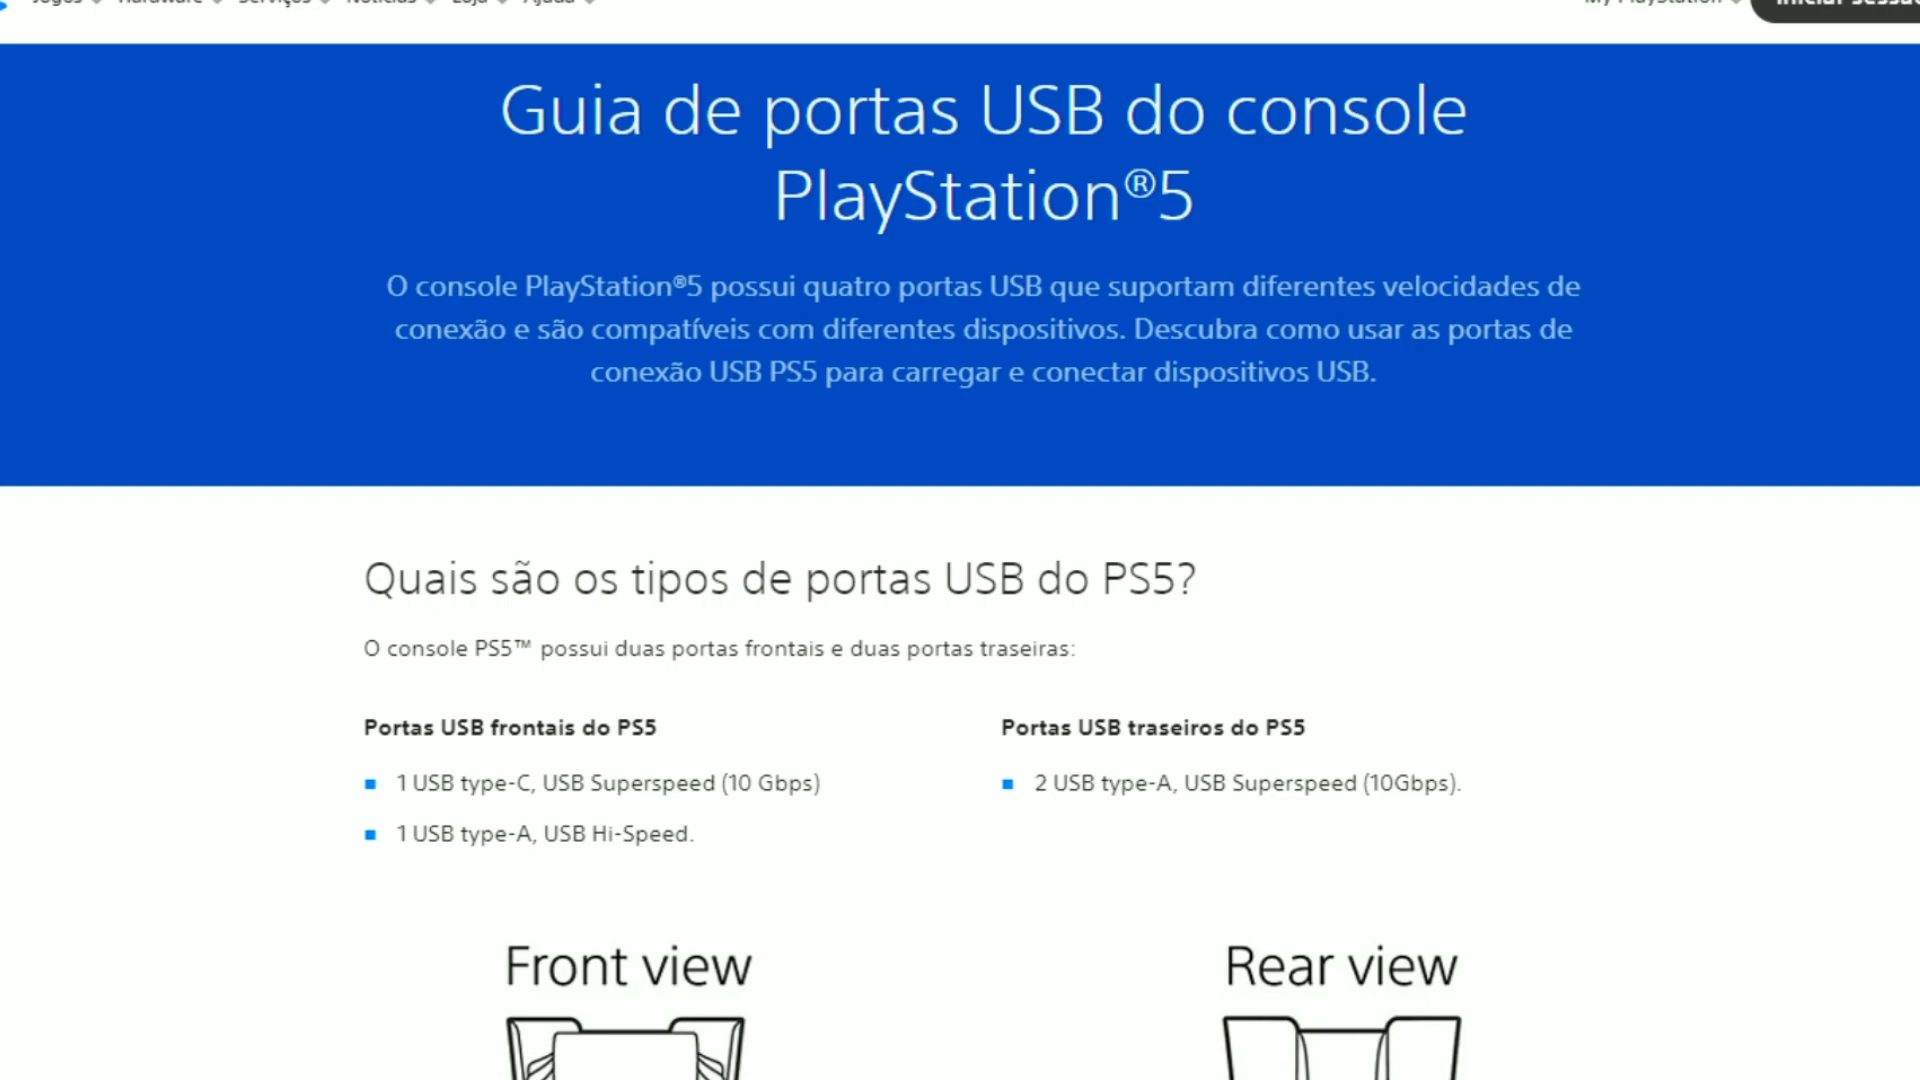 My PlayStation
Guia de portas USB do console
PlayStation®5
O console PlayStation®5 possui quatro portas USB que suportam diferentes velocidades de
conexão e são compatíveis com diferentes dispositivos. Descubra como usar as portas de
conexão USB PS5 para carregar e conectar dispositivos USB.
Quais são os tipos de portas USB do PS5?
O console PS5™ possui duas portas frontais e duas portas traseiras:
Portas USB frontais do PS5
1 USB type-C, USB Superspeed (10 Gbps)
1 USB type-A, USB Hi-Speed.
Portas USB traseiros do PS5
2 USB type-A, USB Superspeed (10Gbps).
Front view
Rear view